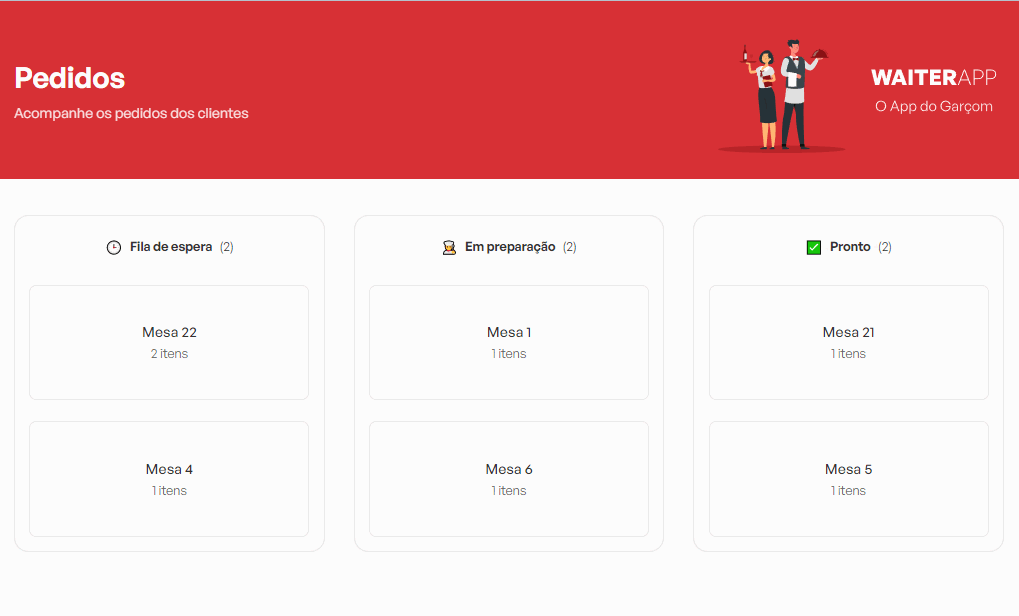 Pedidos
Acompanhe os pedidos dos clientes
WAITERAPP
O App do Garçom
Fila de espera (2)
Mesa 22
2 itens
Mesa 4
1 itens
Em preparação (2)
Mesa 1
1 itens
Mesa 6
1 itens
Pronto (2)
Mesa 21
1 itens
Mesa 5
1 itens